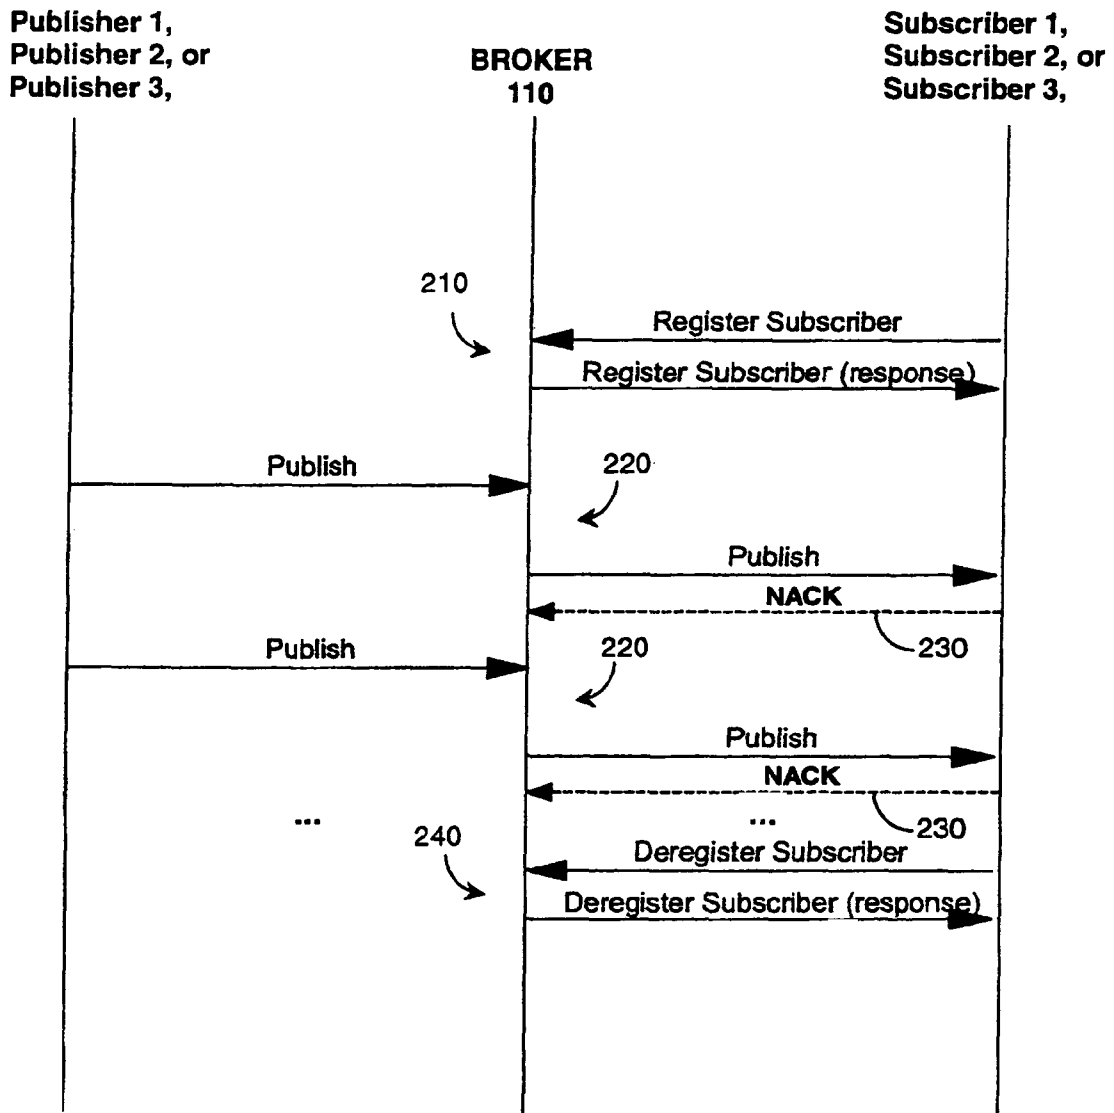 Publisher 1,
Publisher 2, or
Publisher 3,
BROKER
110
Subscriber 1,
Subscriber 2, or
Subscriber 3,
210
Register Subscriber
Register Subscriber (response)
Publish
220
Publish
NACK
230
Publish
220
Publish
NACK
230
...
...
240
Deregister Subscriber
Deregister Subscriber (response)